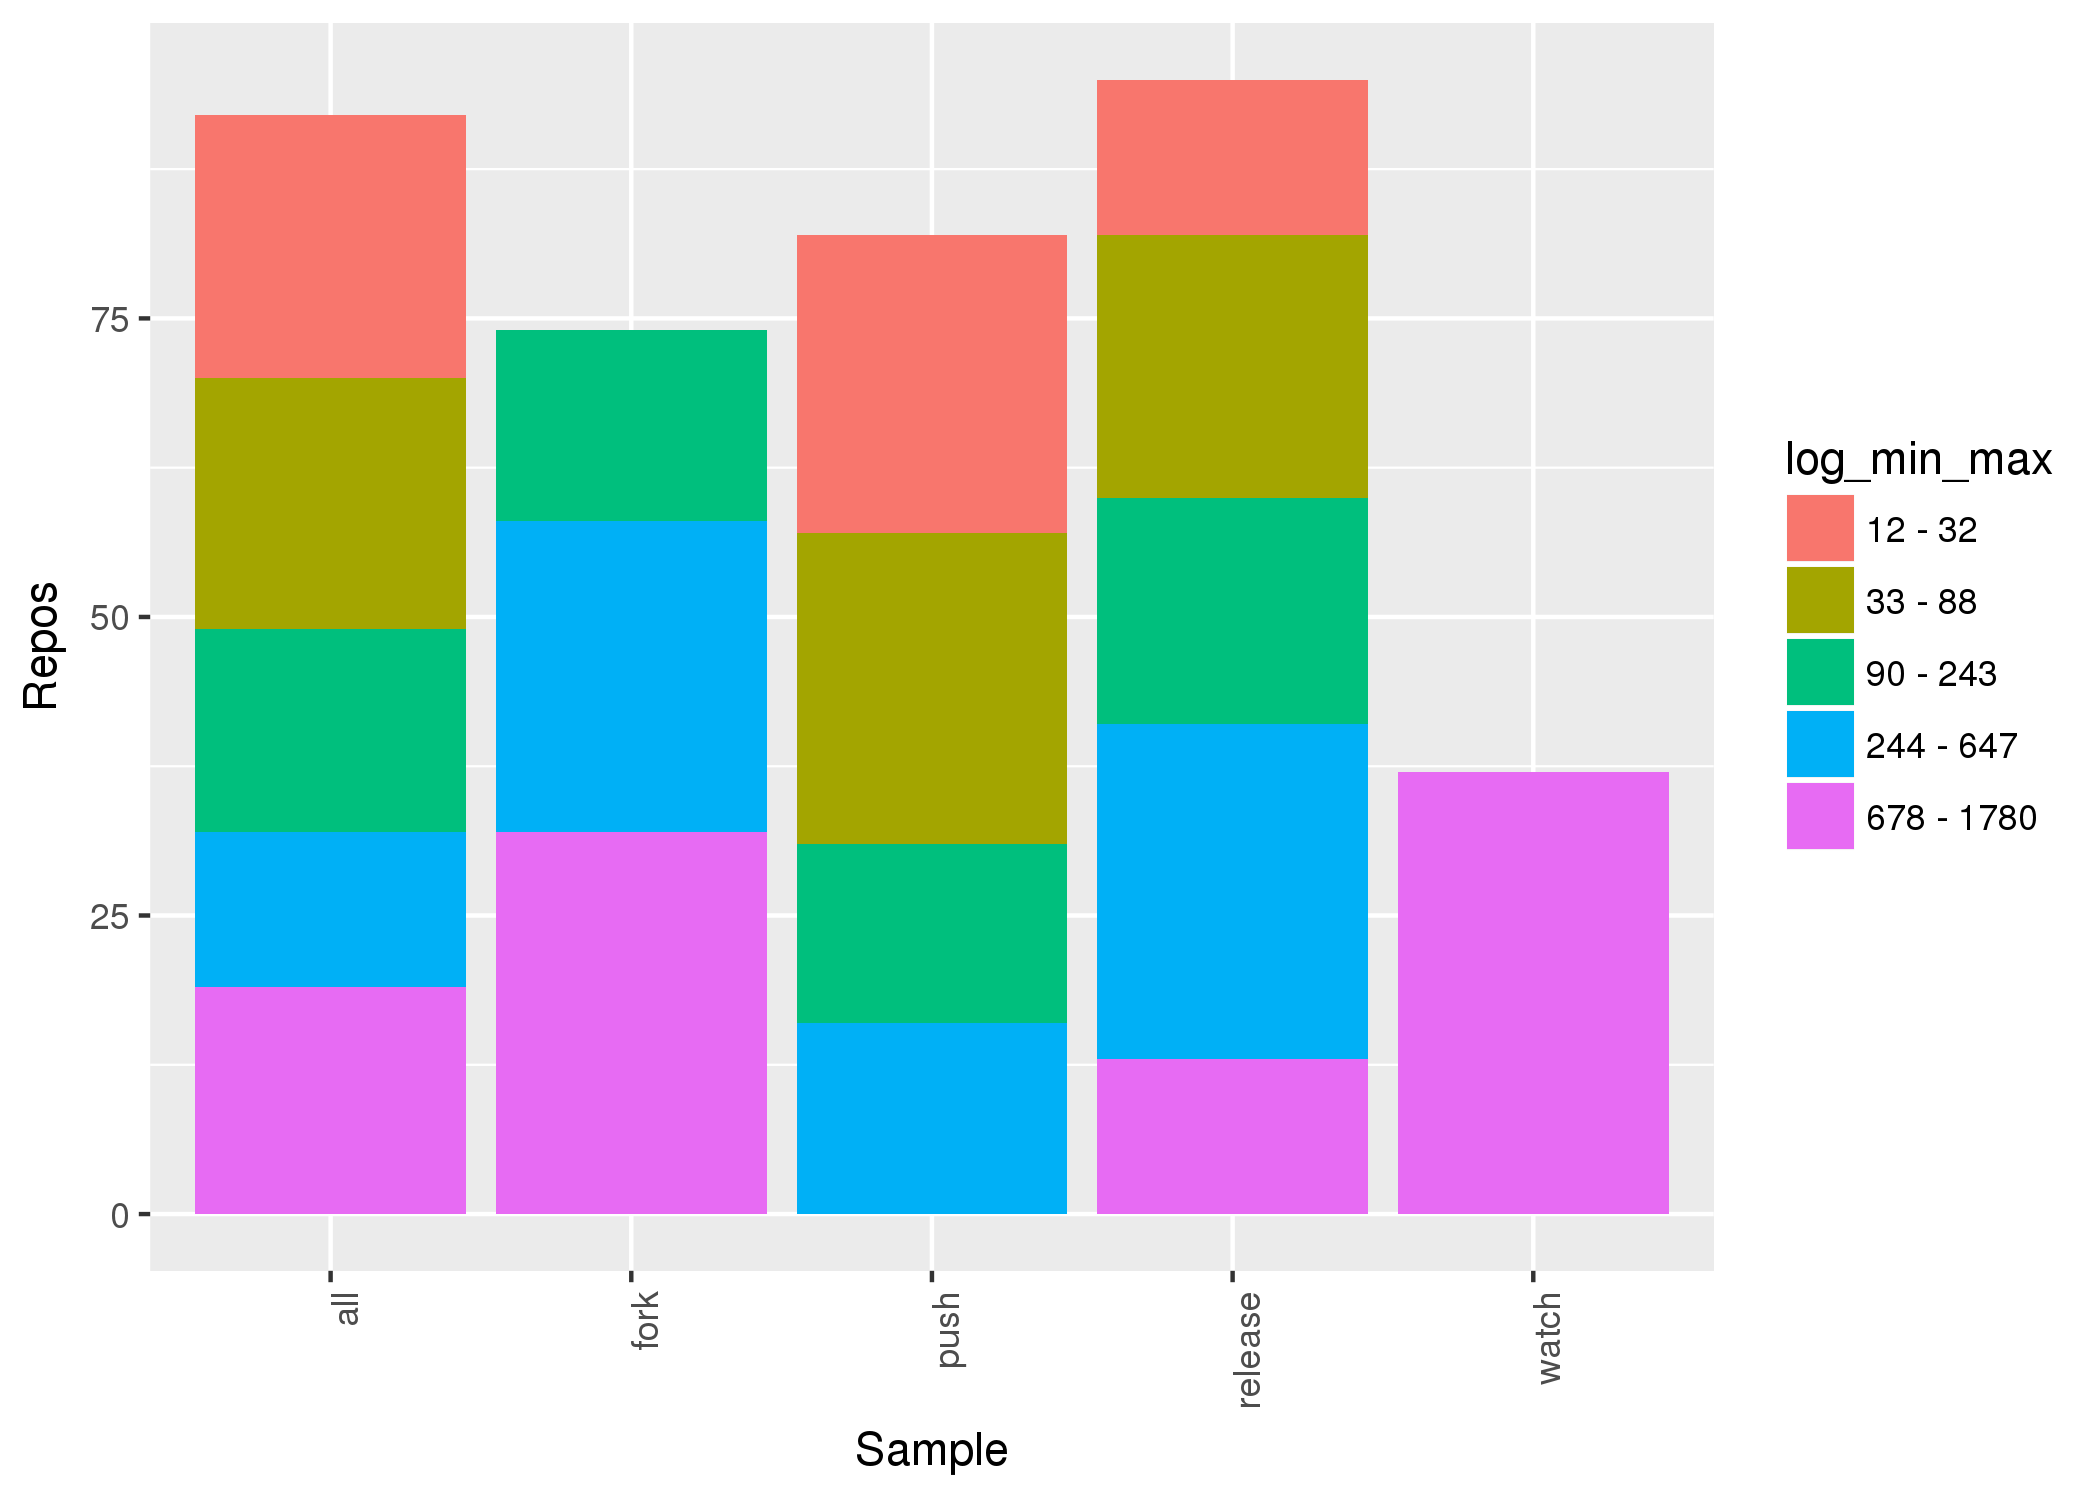 Repos
75
50
25
0
all
fork
push
release
watch
Sample
log_min_max
12 - 32
33 - 88
90 - 243
244 - 647
678 - 1780